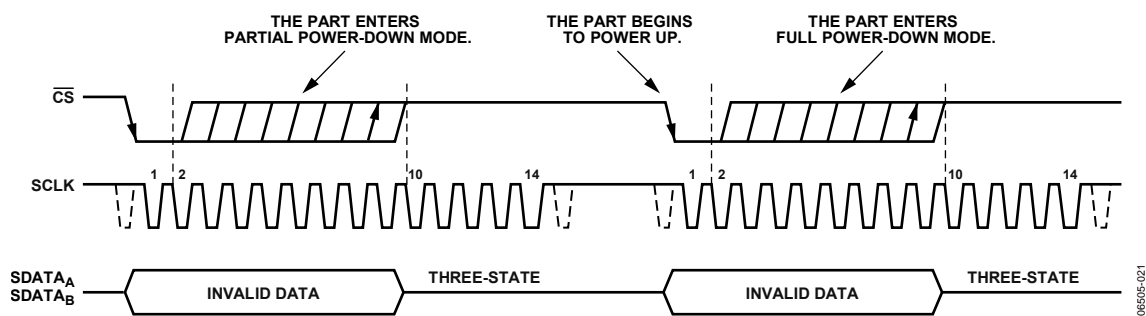 THE PART ENTERS
PARTIAL POWER-DOWN MODE.
THE PART BEGINS
TO POWER UP.
THE PART ENTERS
FULL POWER-DOWN MODE.
CS
SCLK
1 2 10 14 1 2 10 14
SDATAA
SDATAB
INVALID DATA THREE-STATE INVALID DATA THREE-STATE
06505-021